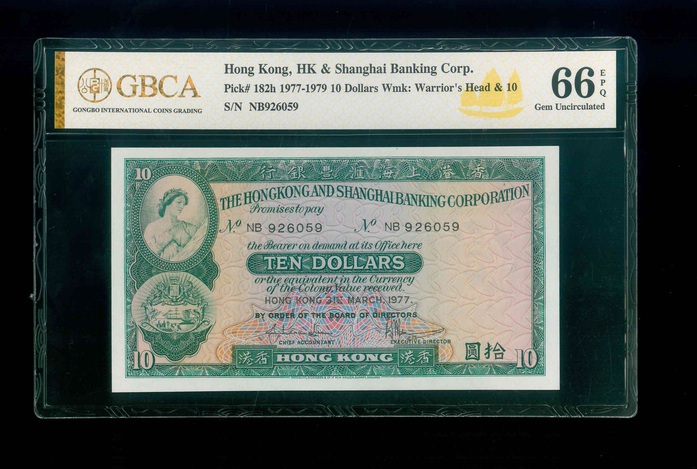 GBCA
GONGBO INTERNATIONAL COINS GRADING
Hong Kong, HK & Shanghai Banking Corp.
Pick# 182h 1977-1979 10 Dollars Wmk: Warrior's Head & 10
S/N NB926059
66 EPQ
Gem Uncirculated
10
行銀豐滙海上港香
THE HONGKONG AND SHANGHAI BANKING CORPORATION
Promises to pay
No NB 926059 No NB 926059
the Bearer on demand at its Office here
TEN DOLLARS
or the equivalent in the Currency
of the Colony, Value received.
HONG KONG 31st MARCH, 1977.
BY ORDER OF THE BOARD OF DIRECTORS
CHIEF ACCOUNTANT EXECUTIVE DIRECTOR
10 港香 HONG KONG 港香 圓拾 10